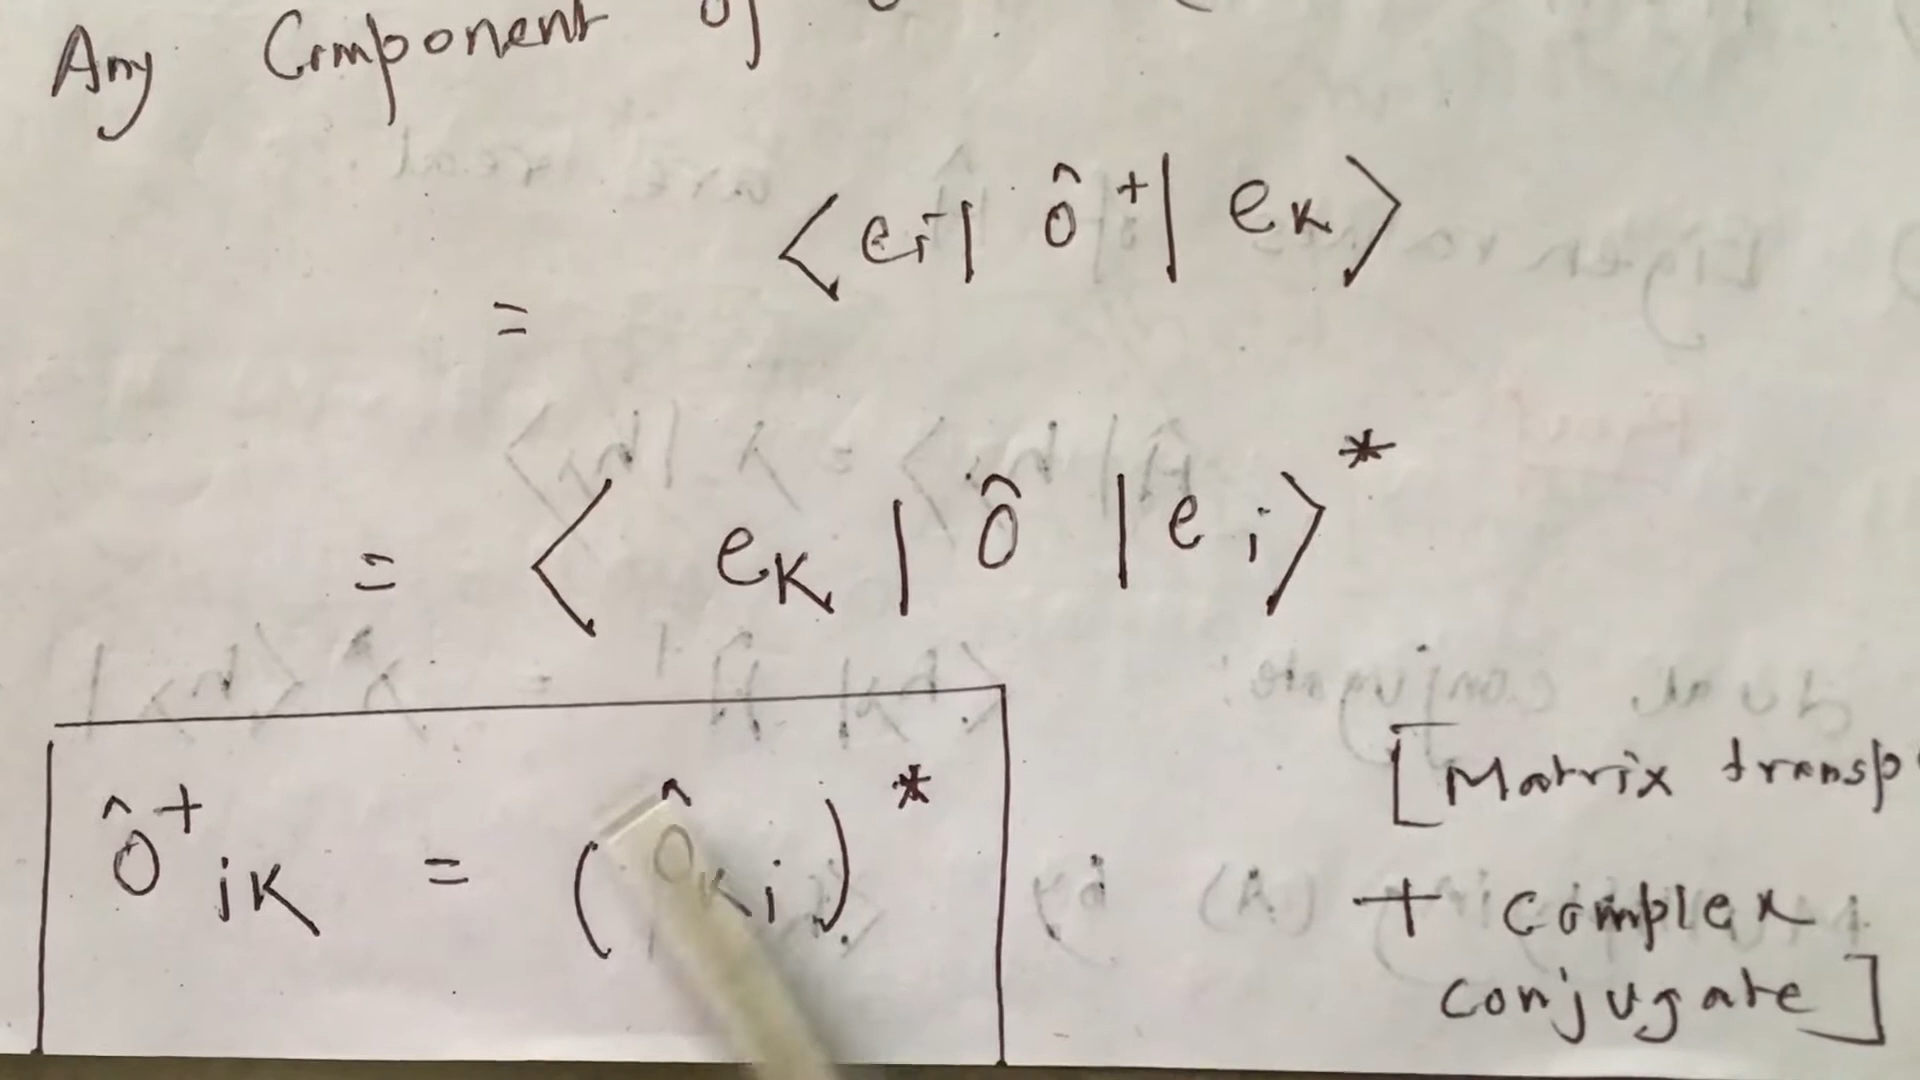 Any Component of
⟨ei| ô⁺| eK⟩
=
= ⟨ eK | ô | ei⟩*
ô⁺iK = (ôKi)*
[Matrix transp
+ complex
conjugate]